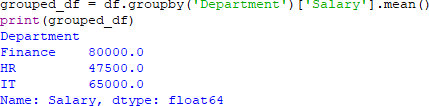 grouped_df = df.groupby('Department')['Salary'].mean()
print(grouped_df)
Department
Finance    80000.0
HR         47500.0
IT         65000.0
Name: Salary, dtype: float64